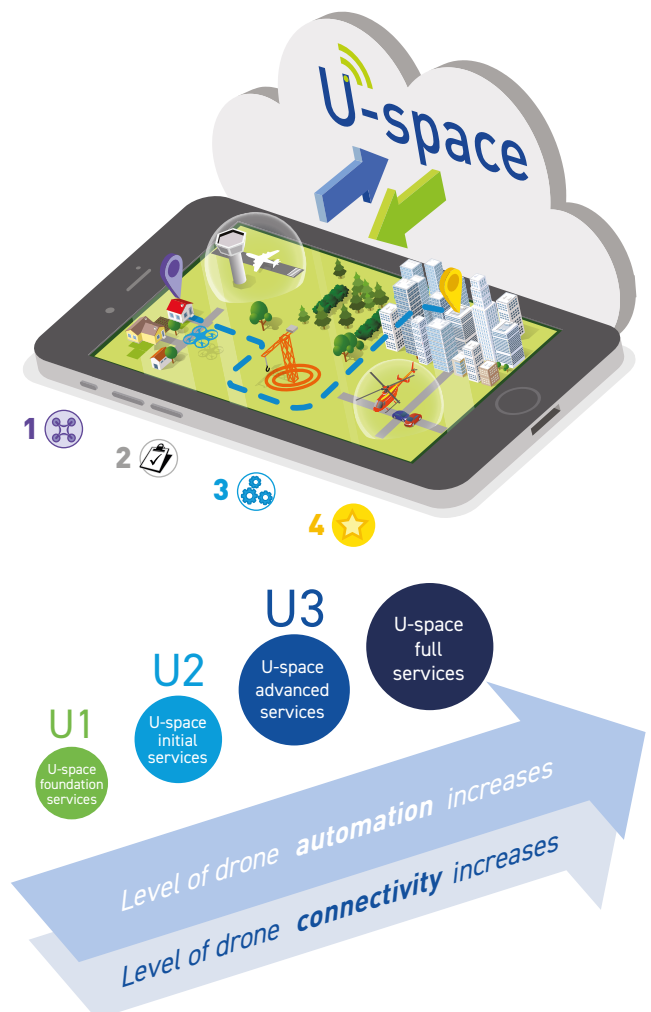 U-space
1
2
3
4
U1
U-space
foundation
services
U2
U-space
initial
services
U3
U-space
advanced
services
U-space
full
services
Level of drone automation increases
Level of drone connectivity increases